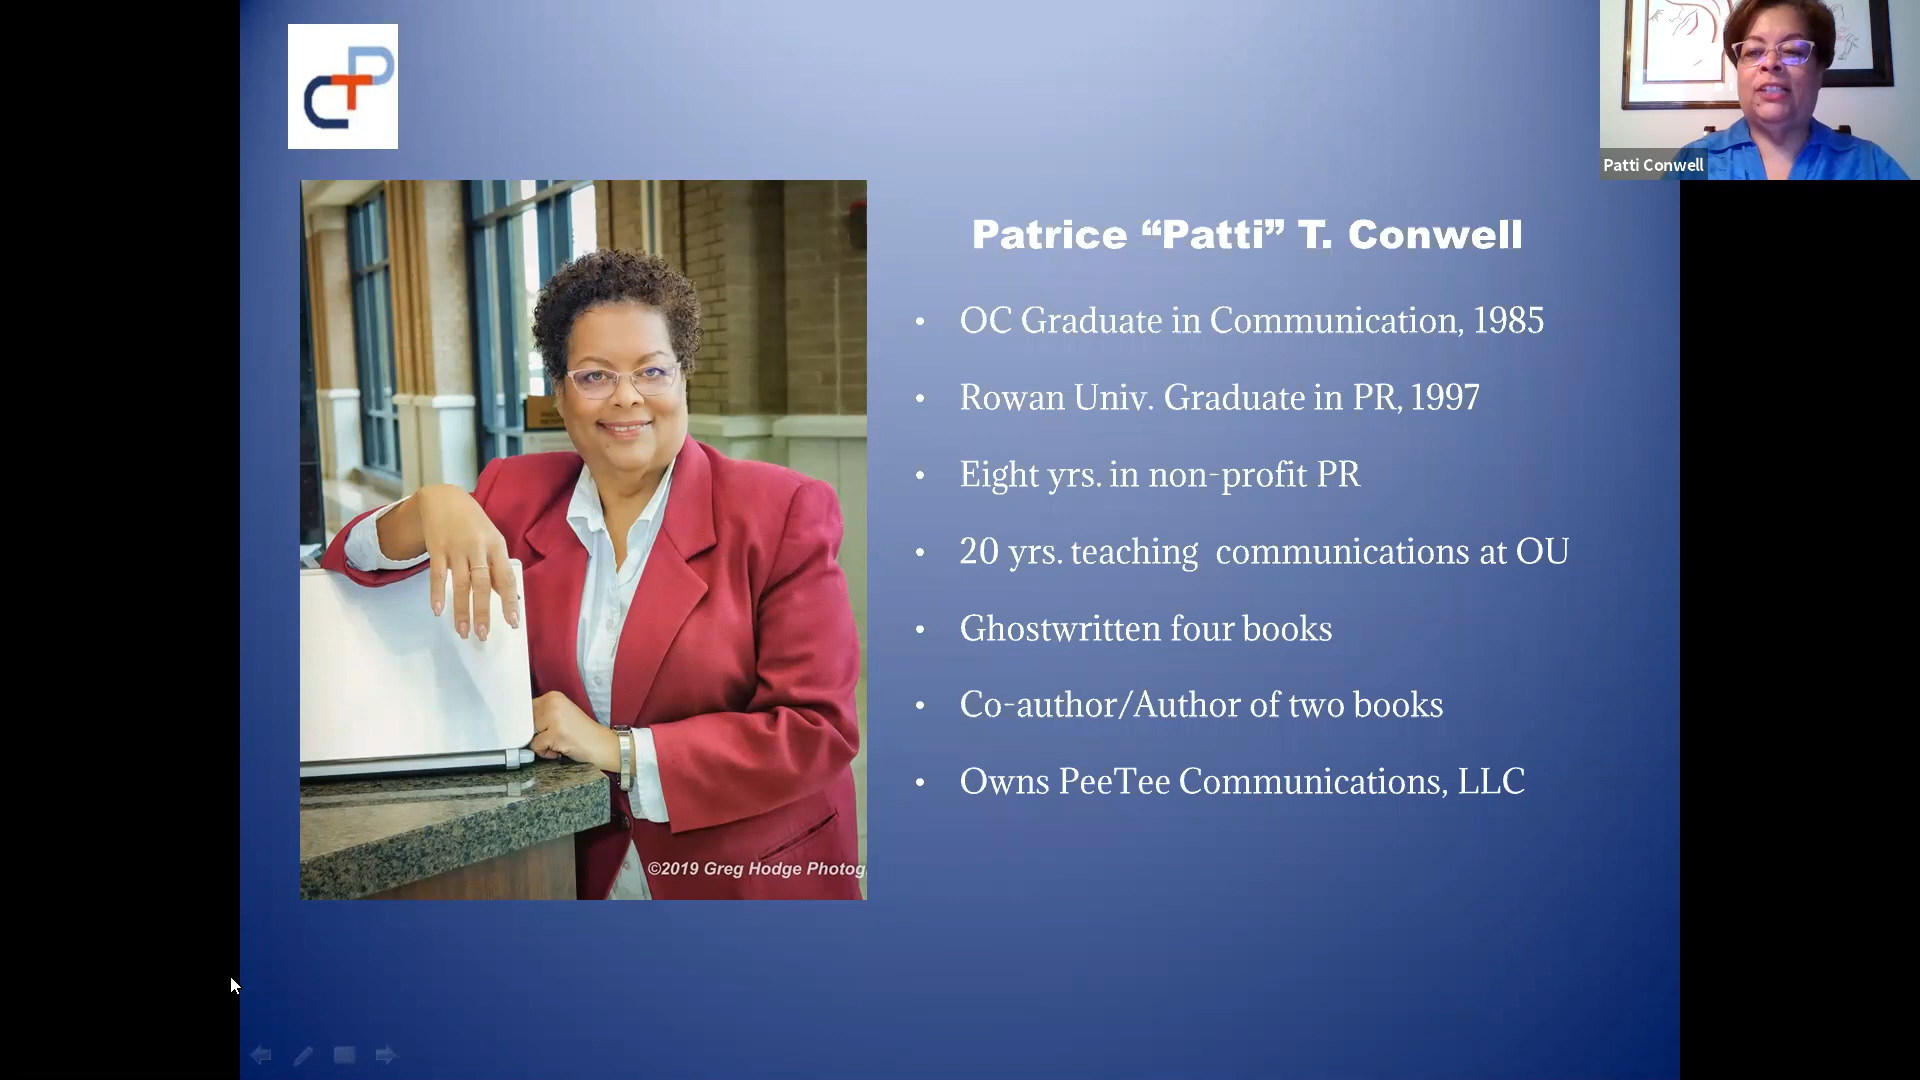 CTP
Patti Conwell
Patrice “Patti” T. Conwell
• OC Graduate in Communication, 1985
• Rowan Univ. Graduate in PR, 1997
• Eight yrs. in non-profit PR
• 20 yrs. teaching  communications at OU
• Ghostwritten four books
• Co-author/Author of two books
• Owns PeeTee Communications, LLC
©2019 Greg Hodge Photog